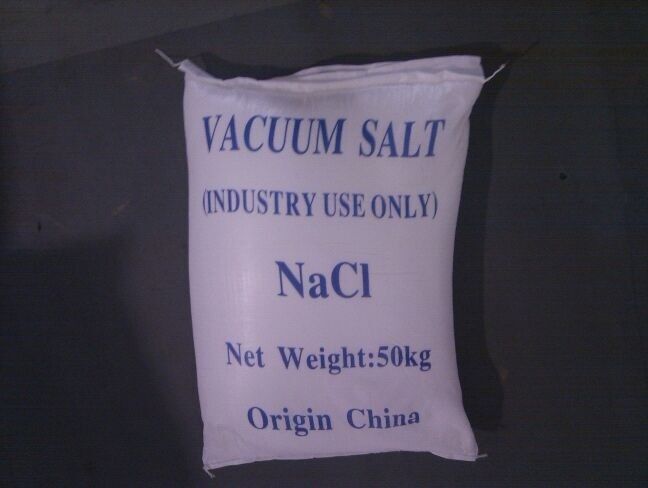 VACUUM SALT
(INDUSTRY USE ONLY)
NaCl
Net Weight:50kg
Origin China